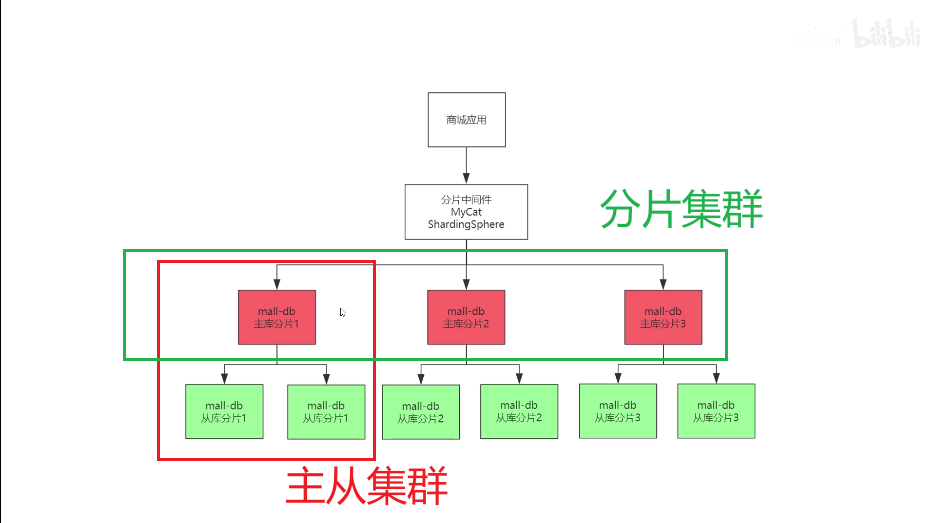 bilibili
商城应用
分片中间件
MyCat
ShardingSphere
分片集群
mall-db
主库分片1
mall-db
主库分片2
mall-db
主库分片3
mall-db
从库分片1
mall-db
从库分片1
mall-db
从库分片2
mall-db
从库分片2
mall-db
从库分片3
mall-db
从库分片3
主从集群